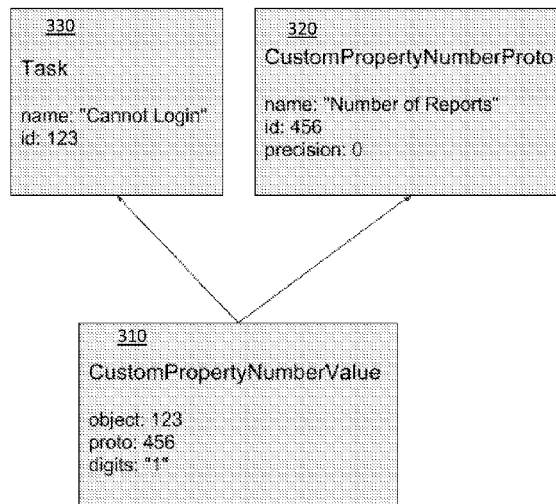 330
Task
name: "Cannot Login"
id: 123
320
CustomPropertyNumberProto
name: "Number of Reports"
id: 456
precision: 0
310
CustomPropertyNumberValue
object: 123
proto: 456
digits: "1"